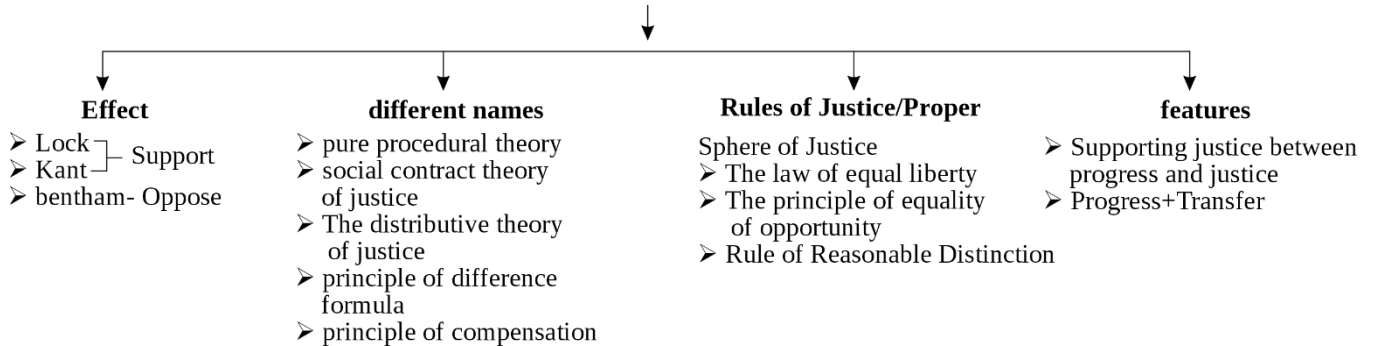 Effect
➤ Lock
➤ Kant
Support
➤ bentham- Oppose
different names
➤ pure procedural theory
➤ social contract theory
of justice
➤ The distributive theory
of justice
➤ principle of difference
formula
➤ principle of compensation
Rules of Justice/Proper
Sphere of Justice
➤ The law of equal liberty
➤ The principle of equality
of opportunity
➤ Rule of Reasonable Distinction
features
➤ Supporting justice between
progress and justice
➤ Progress+Transfer